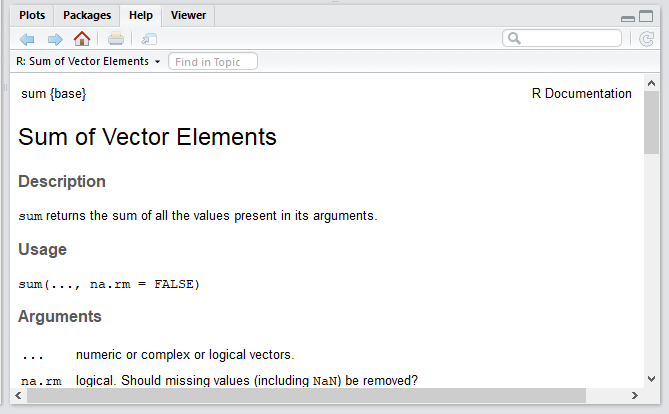 Plots Packages Help Viewer
R: Sum of Vector Elements Find in Topic
sum {base} R Documentation
Sum of Vector Elements
Description
sum returns the sum of all the values present in its arguments.
Usage
sum(..., na.rm = FALSE)
Arguments
... numeric or complex or logical vectors.
na.rm logical. Should missing values (including NaN) be removed?